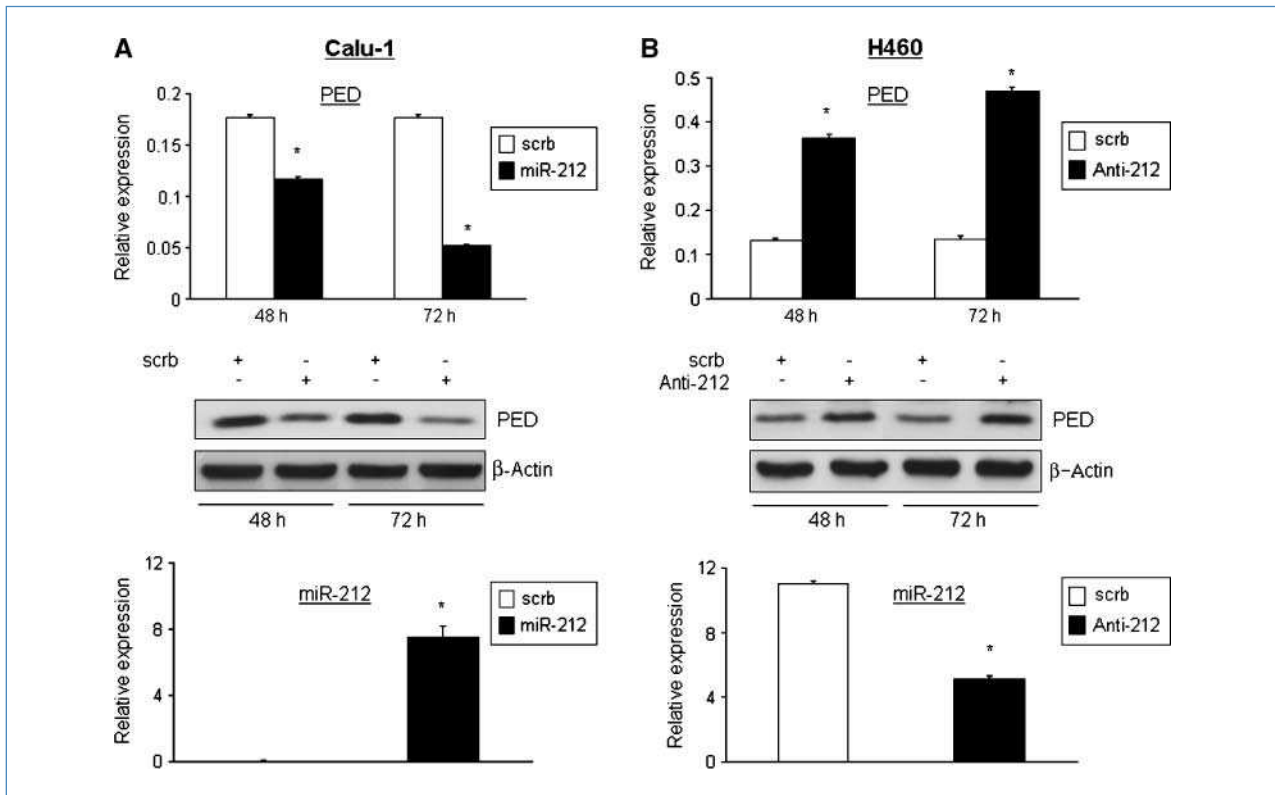 A
Calu-1
PED
Relative expression
0.2
0.15
0.1
0.05
0
*
*
48 h
72 h
scrb
miR-212
scrb + - + -
- + - +
PED
β-Actin
48 h
72 h
miR-212
Relative expression
12
8
4
0
*
scrb
miR-212
B
H460
PED
Relative expression
0.5
0.4
0.3
0.2
0.1
0
*
*
48 h
72 h
scrb
Anti-212
scrb + - + -
Anti-212 - + - +
PED
β-Actin
48 h
72 h
miR-212
Relative expression
12
8
4
0
*
scrb
Anti-212